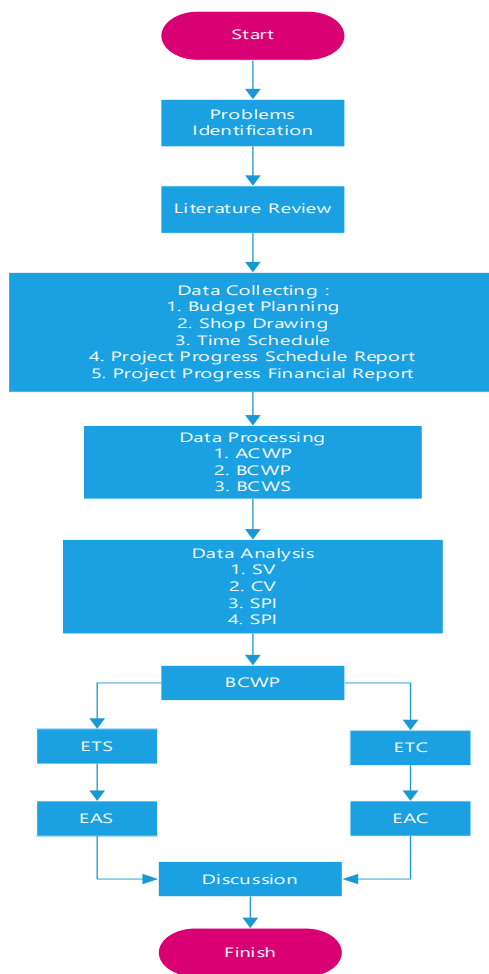 Start
Problems
Identification
Literature Review
Data Collecting :
1. Budget Planning
2. Shop Drawing
3. Time Schedule
4. Project Progress Schedule Report
5. Project Progress Financial Report
Data Processing
1. ACWP
2. BCWP
3. BCWS
Data Analysis
1. SV
2. CV
3. SPI
4. SPI
BCWP
ETS
ETC
EAS
EAC
Discussion
Finish